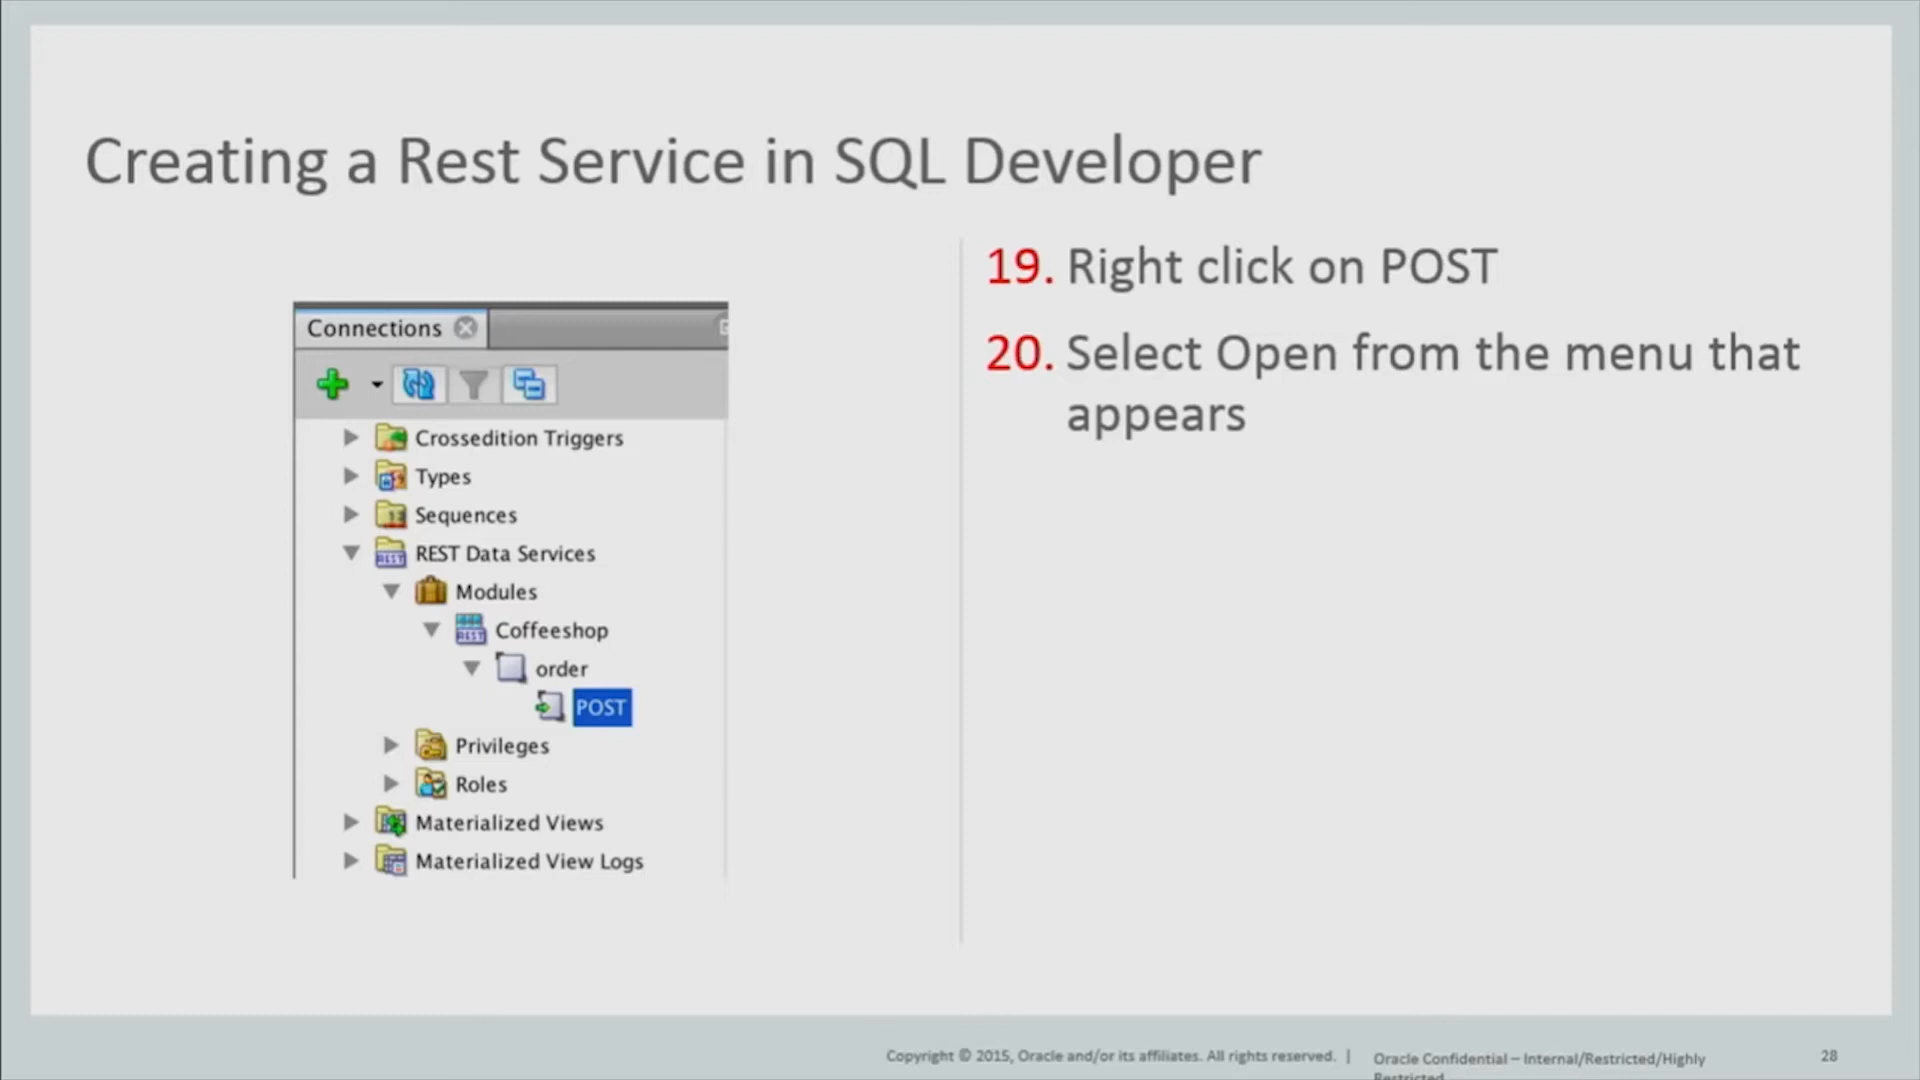 Creating a Rest Service in SQL Developer
Connections
Crossedition Triggers
Types
Sequences
REST Data Services
Modules
Coffeeshop
order
POST
Privileges
Roles
Materialized Views
Materialized View Logs
19. Right click on POST
20. Select Open from the menu that
appears
Copyright © 2015, Oracle and/or its affiliates. All rights reserved. |
Oracle Confidential – Internal/Restricted/Highly
Restricted
28